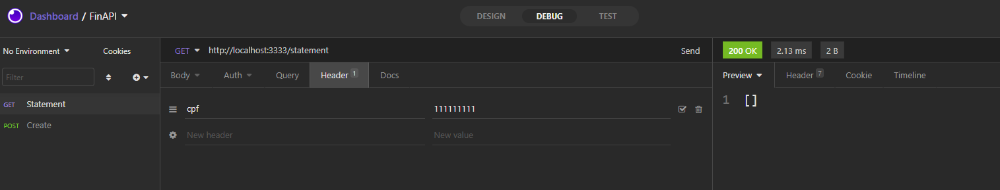 Dashboard / FinAPI
DESIGN DEBUG TEST
No Environment Cookies
GET http://localhost:3333/statement Send
200 OK 2.13 ms 2 B
Filter
Body Auth Query Header 1 Docs
Preview Header 7 Cookie Timeline
GET Statement
POST Create
cpf 111111111
New header New value
1 []